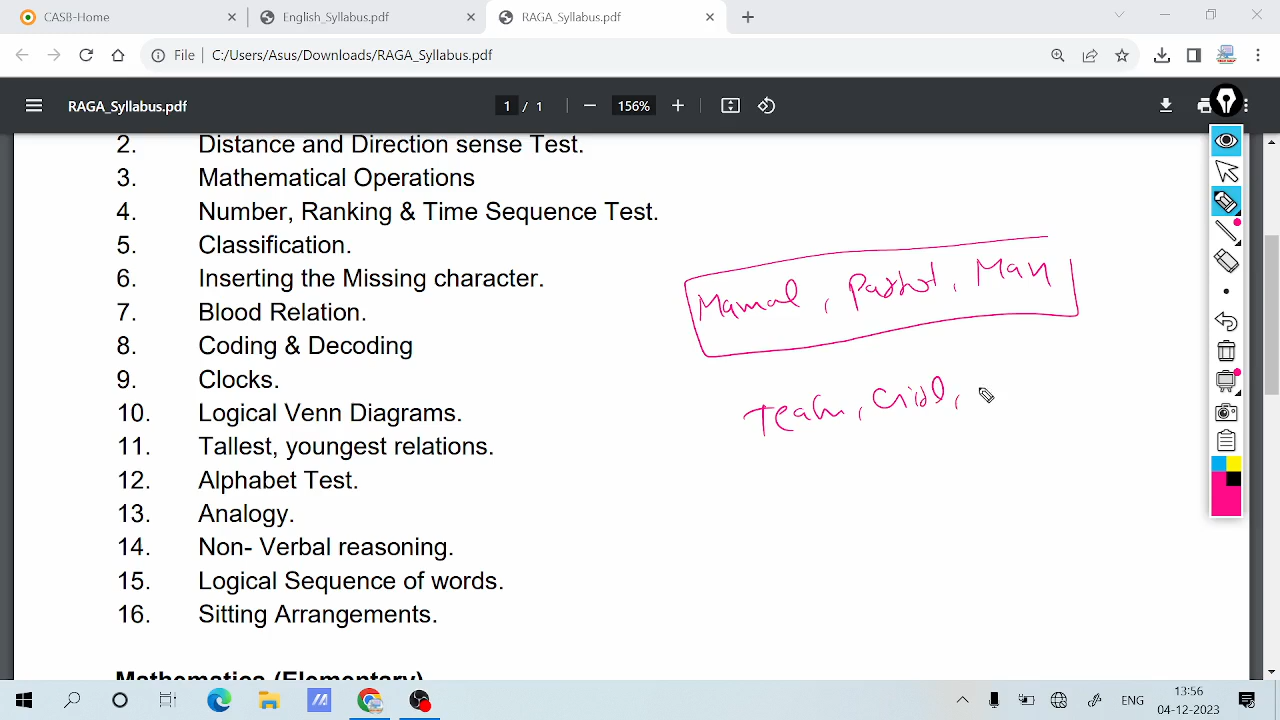 CASB-Home
English_Syllabus.pdf
RAGA_Syllabus.pdf
File
C:/Users/Asus/Downloads/RAGA_Syllabus.pdf
RAGA_Syllabus.pdf
1 / 1
156%
2. Distance and Direction sense Test.
3. Mathematical Operations
4. Number, Ranking & Time Sequence Test.
5. Classification.
6. Inserting the Missing character.
7. Blood Relation.
8. Coding & Decoding
9. Clocks.
10. Logical Venn Diagrams.
11. Tallest, youngest relations.
12. Alphabet Test.
13. Analogy.
14. Non- Verbal reasoning.
15. Logical Sequence of words.
16. Sitting Arrangements.
Mathematics (Elementary)
Mamal , , Man
Team,
ENG
13:56
04-12-2023